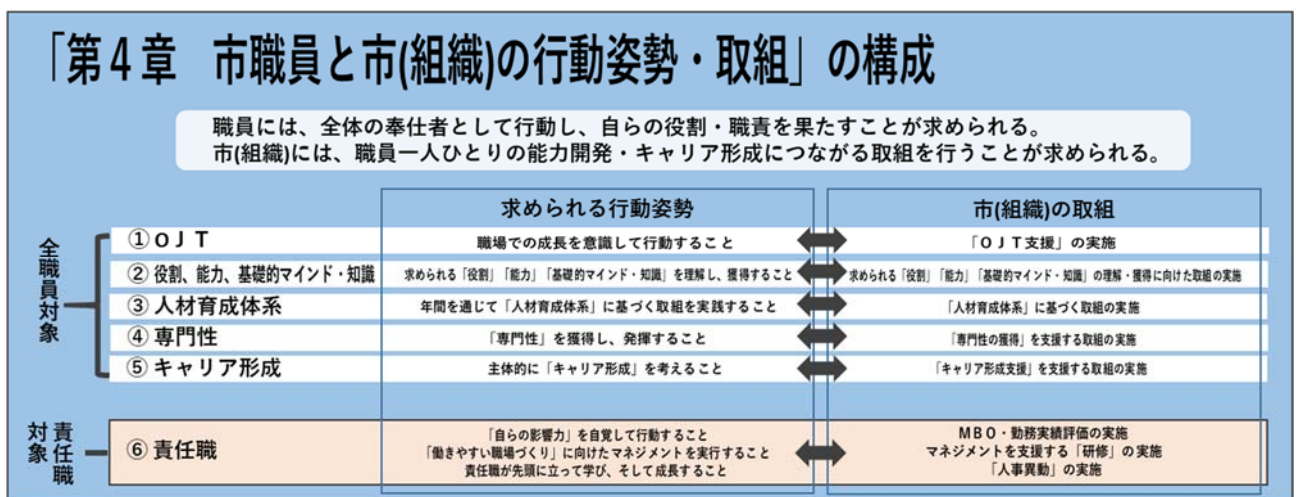 「第４章　市職員と市(組織)の行動姿勢・取組」の構成
職員には、全体の奉仕者として行動し、自らの役割・職責を果たすことが求められる。
市(組織)には、職員一人ひとりの能力開発・キャリア形成につながる取組を行うことが求められる。
求められる行動姿勢
市(組織)の取組
全職員対象
①ＯＪＴ
職場での成長を意識して行動すること
「ＯＪＴ支援」の実施
②役割、能力、基礎的マインド・知識
求められる「役割」「能力」「基礎的マインド・知識」を理解し、獲得すること
求められる「役割」「能力」「基礎的マインド・知識」の理解・獲得に向けた取組の実施
③人材育成体系
年間を通じて「人材育成体系」に基づく取組を実践すること
「人材育成体系」に基づく取組の実施
④専門性
「専門性」を獲得し、発揮すること
「専門性の獲得」を支援する取組の実施
⑤キャリア形成
主体的に「キャリア形成」を考えること
「キャリア形成支援」を支援する取組の実施
責任職
対象
⑥責任職
「自らの影響力」を自覚して行動すること
「働きやすい職場づくり」に向けたマネジメントを実行すること
責任職が先頭に立って学び、そして成長すること
ＭＢＯ・勤務実績評価の実施
マネジメントを支援する「研修」の実施
「人事異動」の実施